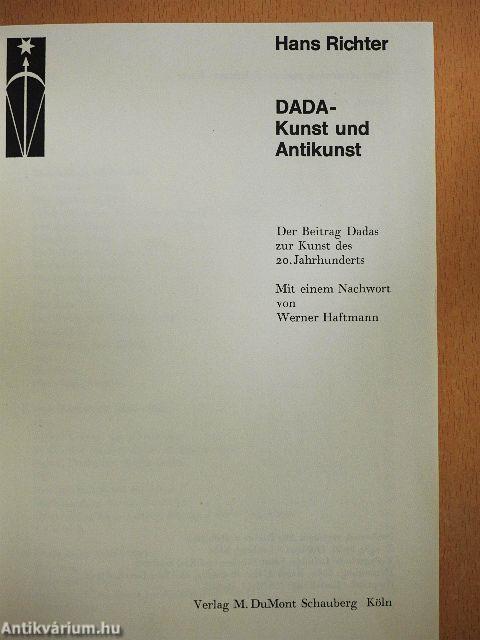 Hans Richter
DADA-
Kunst und
Antikunst
Der Beitrag Dadas
zur Kunst des
20. Jahrhunderts
Mit einem Nachwort
von
Werner Haftmann
Verlag M. DuMont Schauberg Köln
Antikvárium.hu